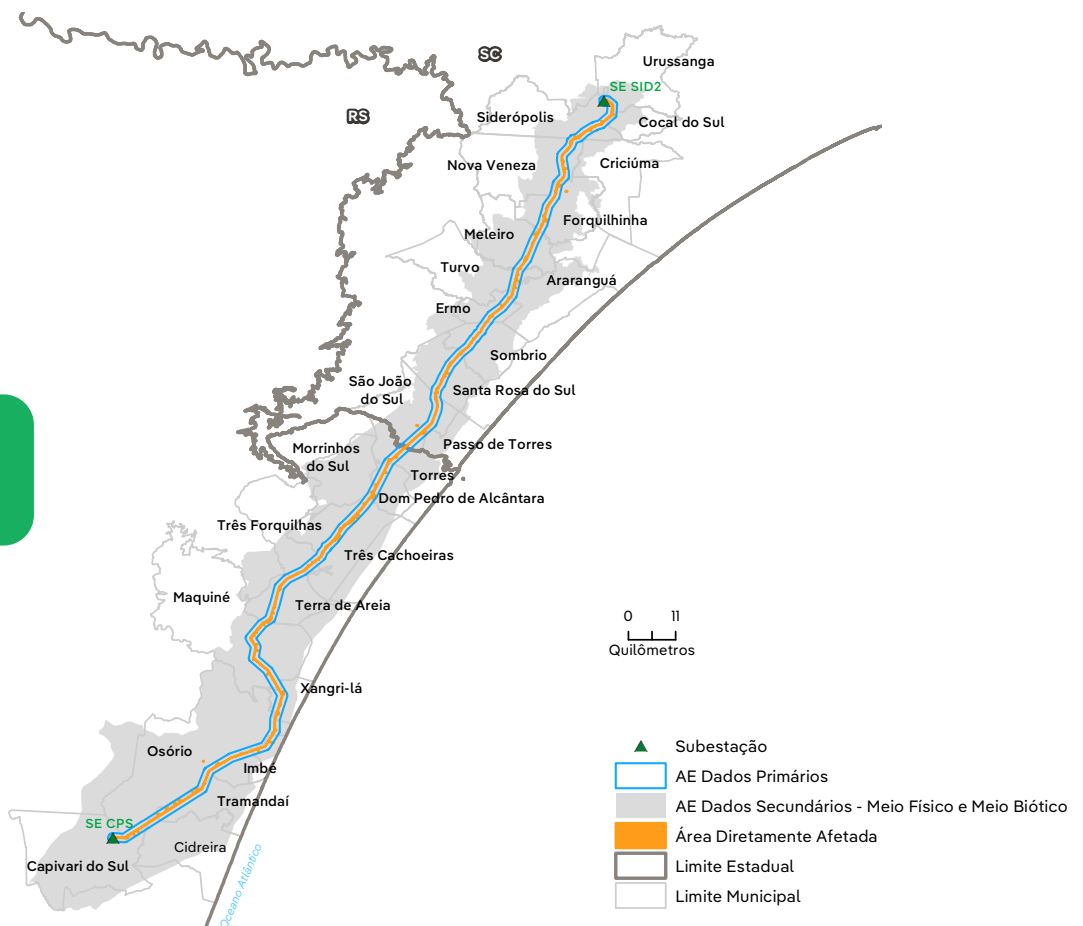 SC
Urussanga
SE SID2
RS
Siderópolis
Cocal do Sul
Nova Veneza
Criciúma
Forquilhinha
Meleiro
Turvo
Araranguá
Ermo
Sombrio
São João
do Sul
Santa Rosa do Sul
Morrinhos
do Sul
Passo de Torres
Torres
Dom Pedro de Alcântara
Três Forquilhas
Três Cachoeiras
Maquiné
Terra de Areia
0 11
Quilômetros
Xangri-lá
Osório
Imbé
Tramandaí
SE CPS
Cidreira
Capivari do Sul
Oceano Atlântico
Subestação
AE Dados Primários
AE Dados Secundários - Meio Físico e Meio Biótico
Área Diretamente Afetada
Limite Estadual
Limite Municipal